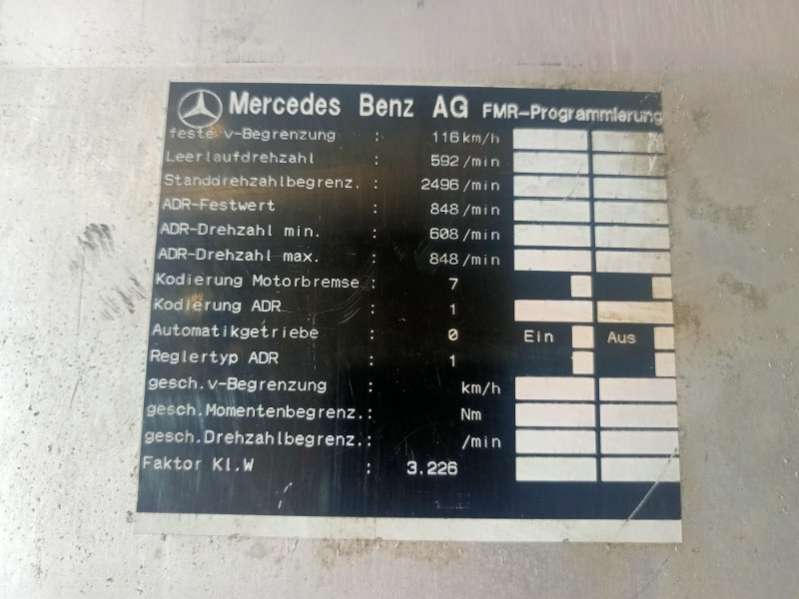 Mercedes Benz AG FMR-Programmierung
feste v-Begrenzung : 116 km/h
Leerlaufdrehzahl : 592 /min
Standdrehzahlbegrenz. : 2496 /min
ADR-Festwert : 848 /min
ADR-Drehzahl min. : 608 /min
ADR-Drehzahl max. : 848 /min
Kodierung Motorbremse : 7
Kodierung ADR : 1
Automatikgetriebe : 0 Ein Aus
Reglertyp ADR : 1
gesch.v-Begrenzung : km/h
gesch.Momentenbegrenz.: Nm
gesch.Drehzahlbegrenz.: /min
Faktor Kl.W : 3.226